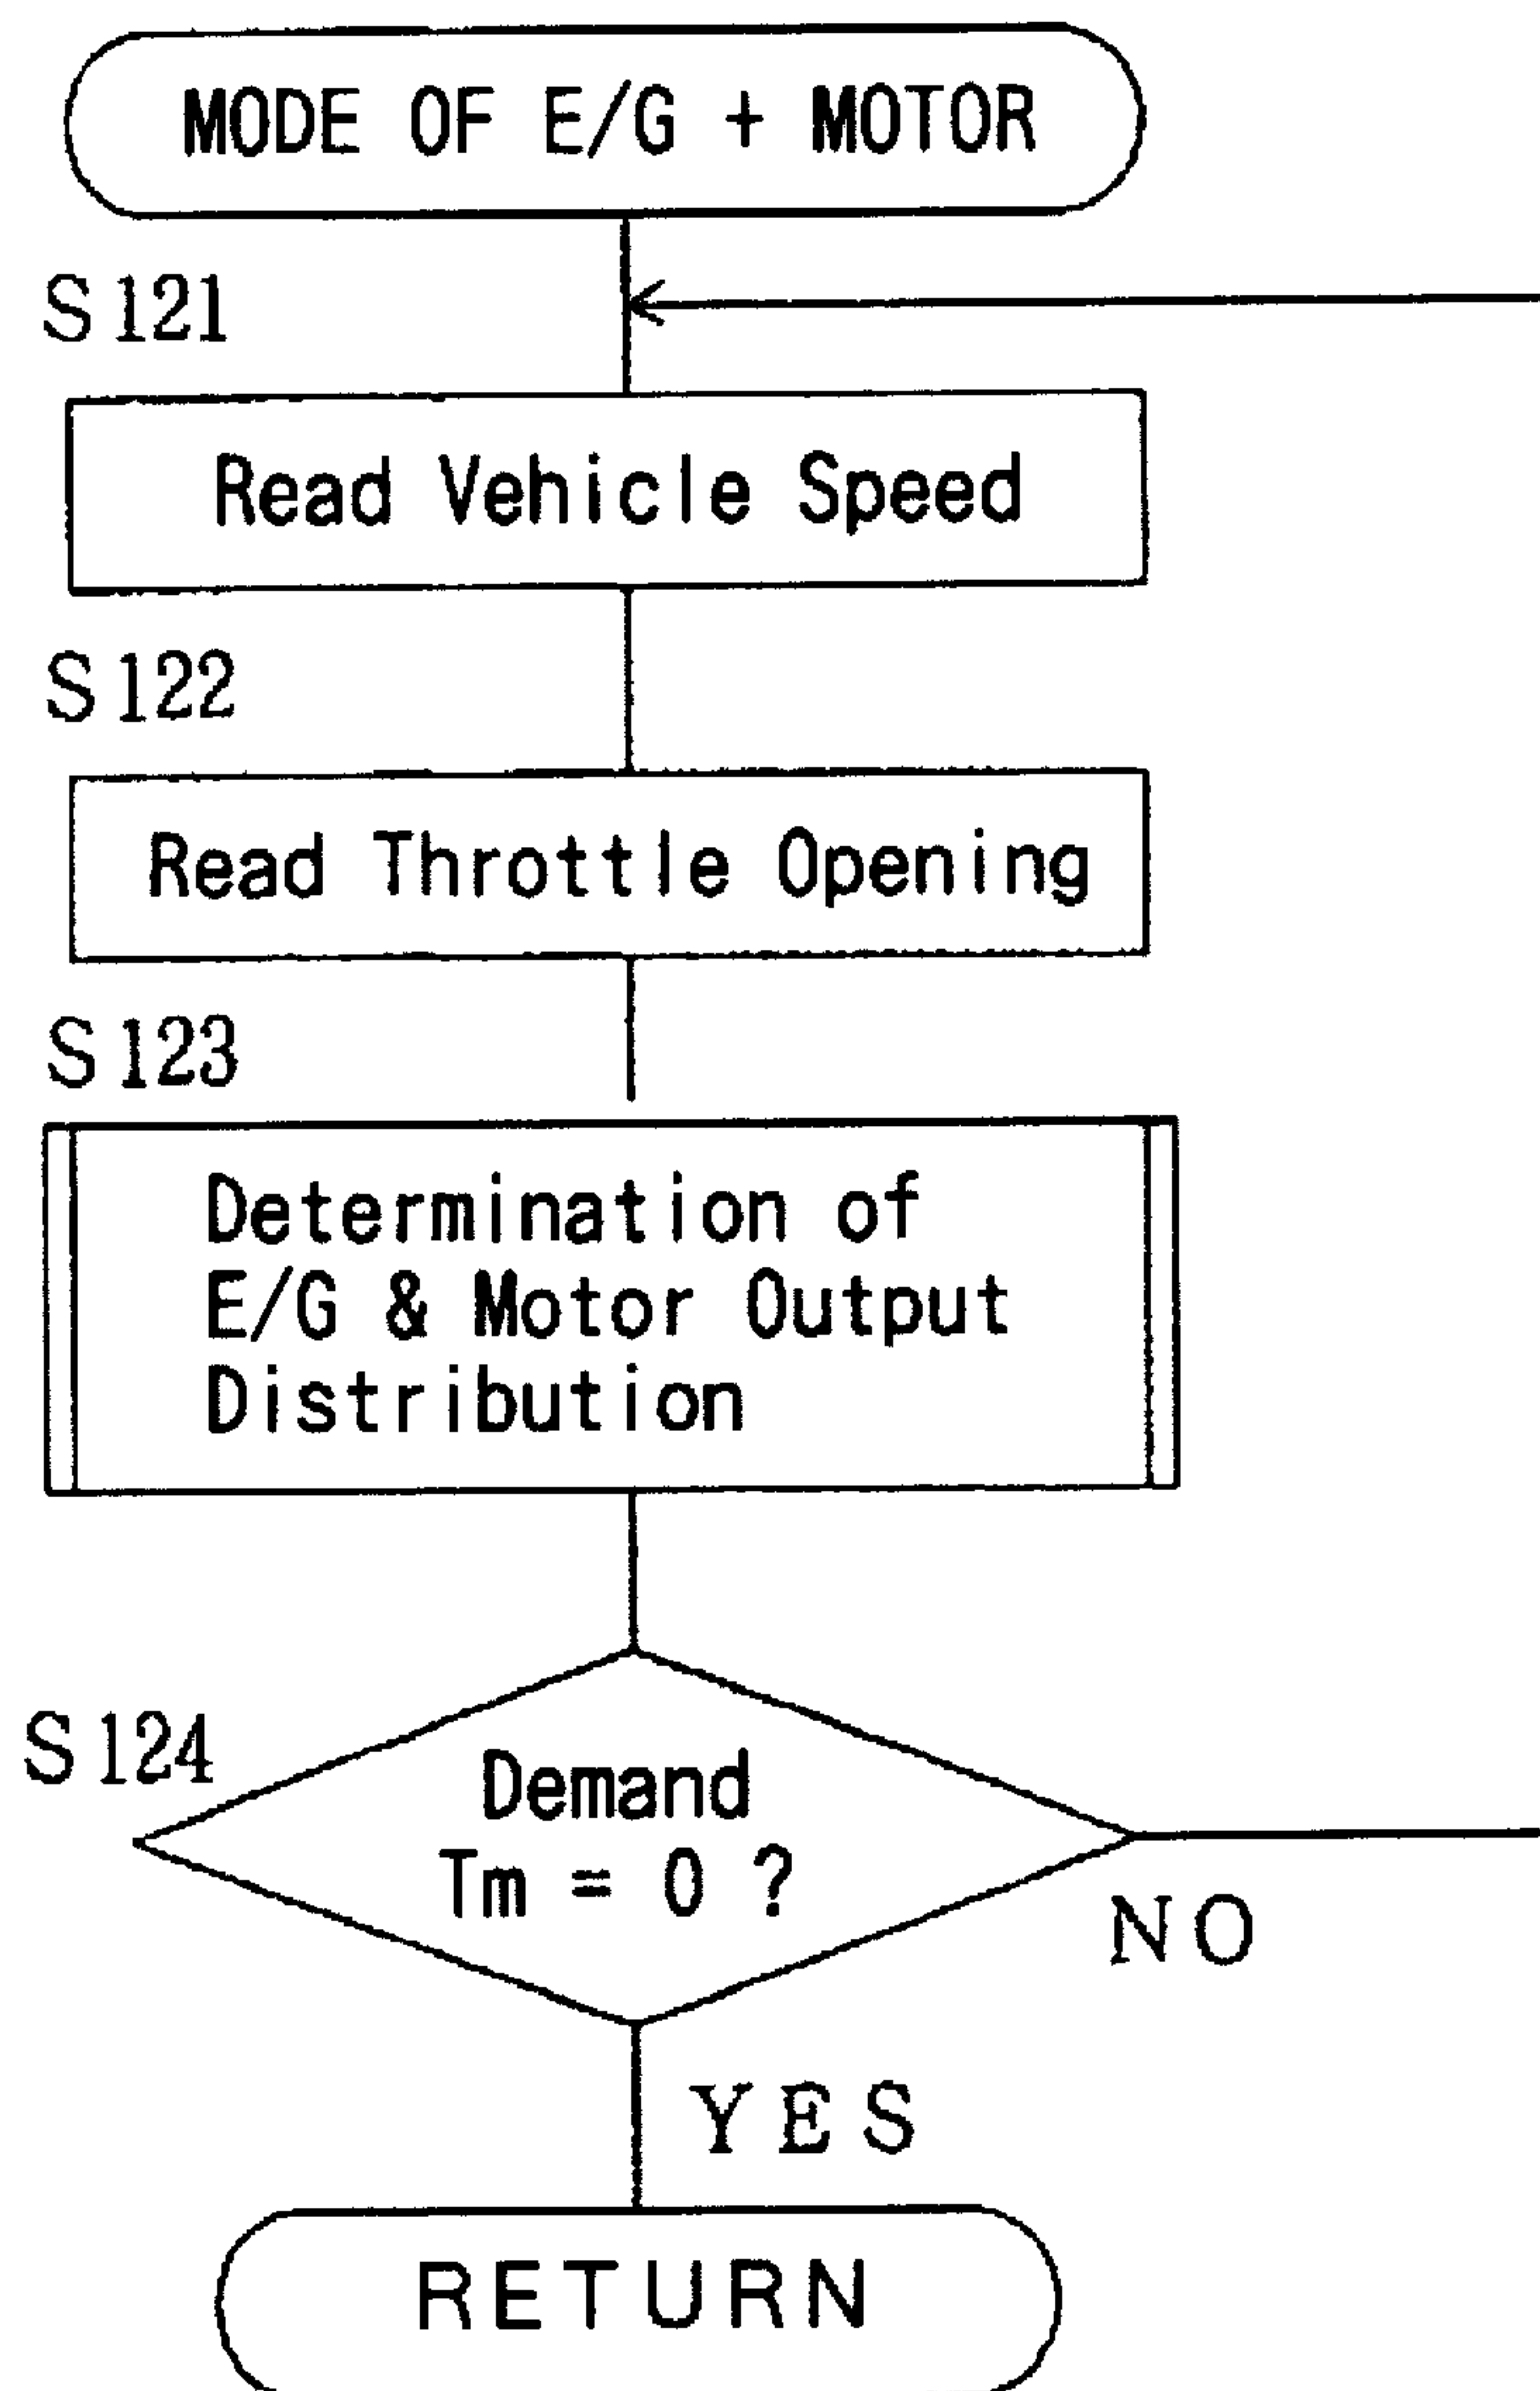 MODE OF E/G + MOTOR
S121
Read Vehicle Speed
S122
Read Throttle Opening
S123
Determination of
E/G & Motor Output
Distribution
S124
Demand
Tm = 0 ?
NO
YES
RETURN